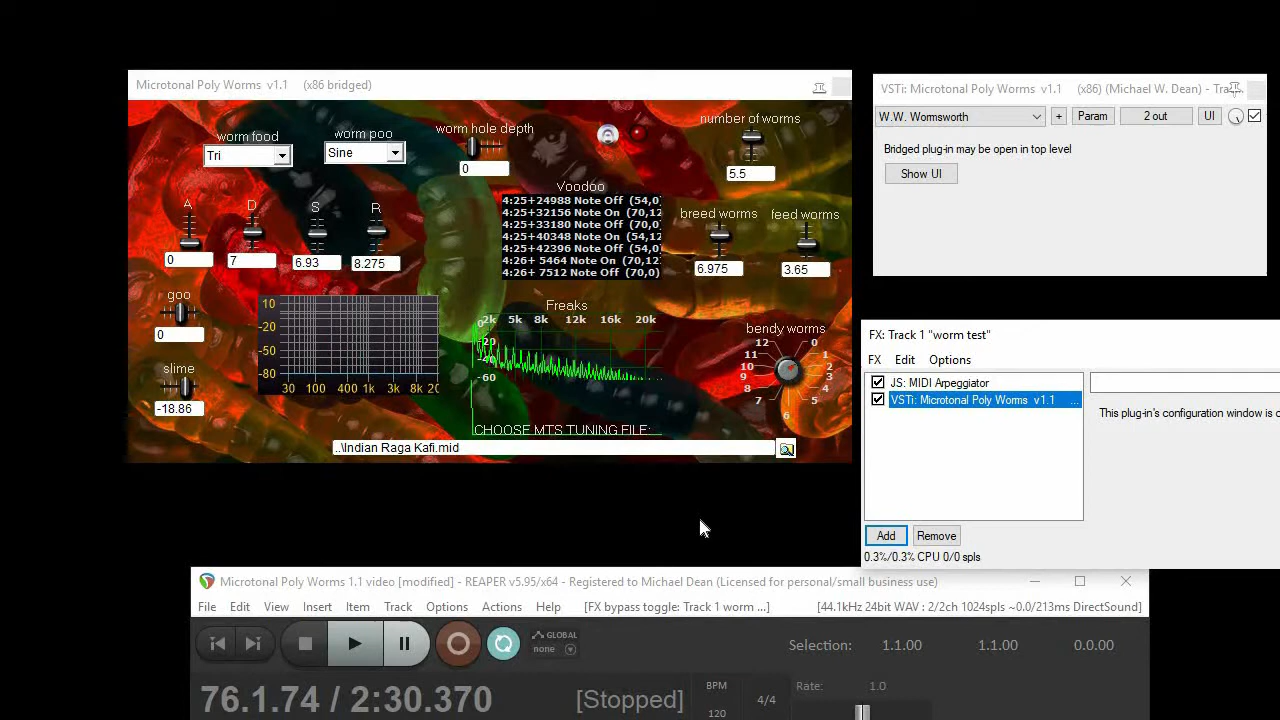 Microtonal Poly Worms v1.1 (x86 bridged)
worm food
Tri
worm poo
Sine
worm hole depth
0
number of worms
5.5
A
D
S
R
0
7
6.93
8.275
Voodoo
4:25+24988 Note Off (54,0)
4:25+32156 Note On (70,12
4:25+33180 Note Off (70,0)
4:25+40348 Note On (54,12
4:25+42396 Note Off (54,0)
4:26+ 5464 Note On (70,12
4:26+ 7512 Note Off (70,0)
breed worms
6.975
feed worms
3.65
goo
0
slime
-18.86
10
-20
-50
-80
30 100 400 1K 3K 8K 20
Freaks
2k 5k 8k 12k 16k 20k
0
-20
-40
-60
bendy worms
12 0
11 1
10 2
9 3
8 4
7 5
6
CHOOSE MTS TUNING FILE:
..\Indian Raga Kafi.mid
VSTi: Microtonal Poly Worms v1.1 (x86) (Michael W. Dean) -
W.W. Womsworth
+
Param
2 out
UI
Bridged plug-in may be open in top level
Show UI
FX: Track 1 "worm test"
FX Edit Options
JS: MIDI Arpeggiator
VSTi: Microtonal Poly Worms v1.1 ...
This plug-in's configuration window is
Add
Remove
0.3%/0.3% CPU 0/0 spls
Microtonal Poly Worms 1.1 video [modified] - REAPER v5.95/x64 - Registered to Michael Dean (Licensed for personal/small business use)
File Edit View Insert Item Track Options Actions Help [FX bypass toggle: Track 1 worm ...] [44.1kHz 24bit WAV : 2/2ch 1024spls ~0.0/213ms DirectSound]
GLOBAL
none
Selection: 1.1.00 1.1.00 0.0.00
76.1.74 / 2:30.370 [Stopped]
BPM
120
4/4
Rate: 1.0